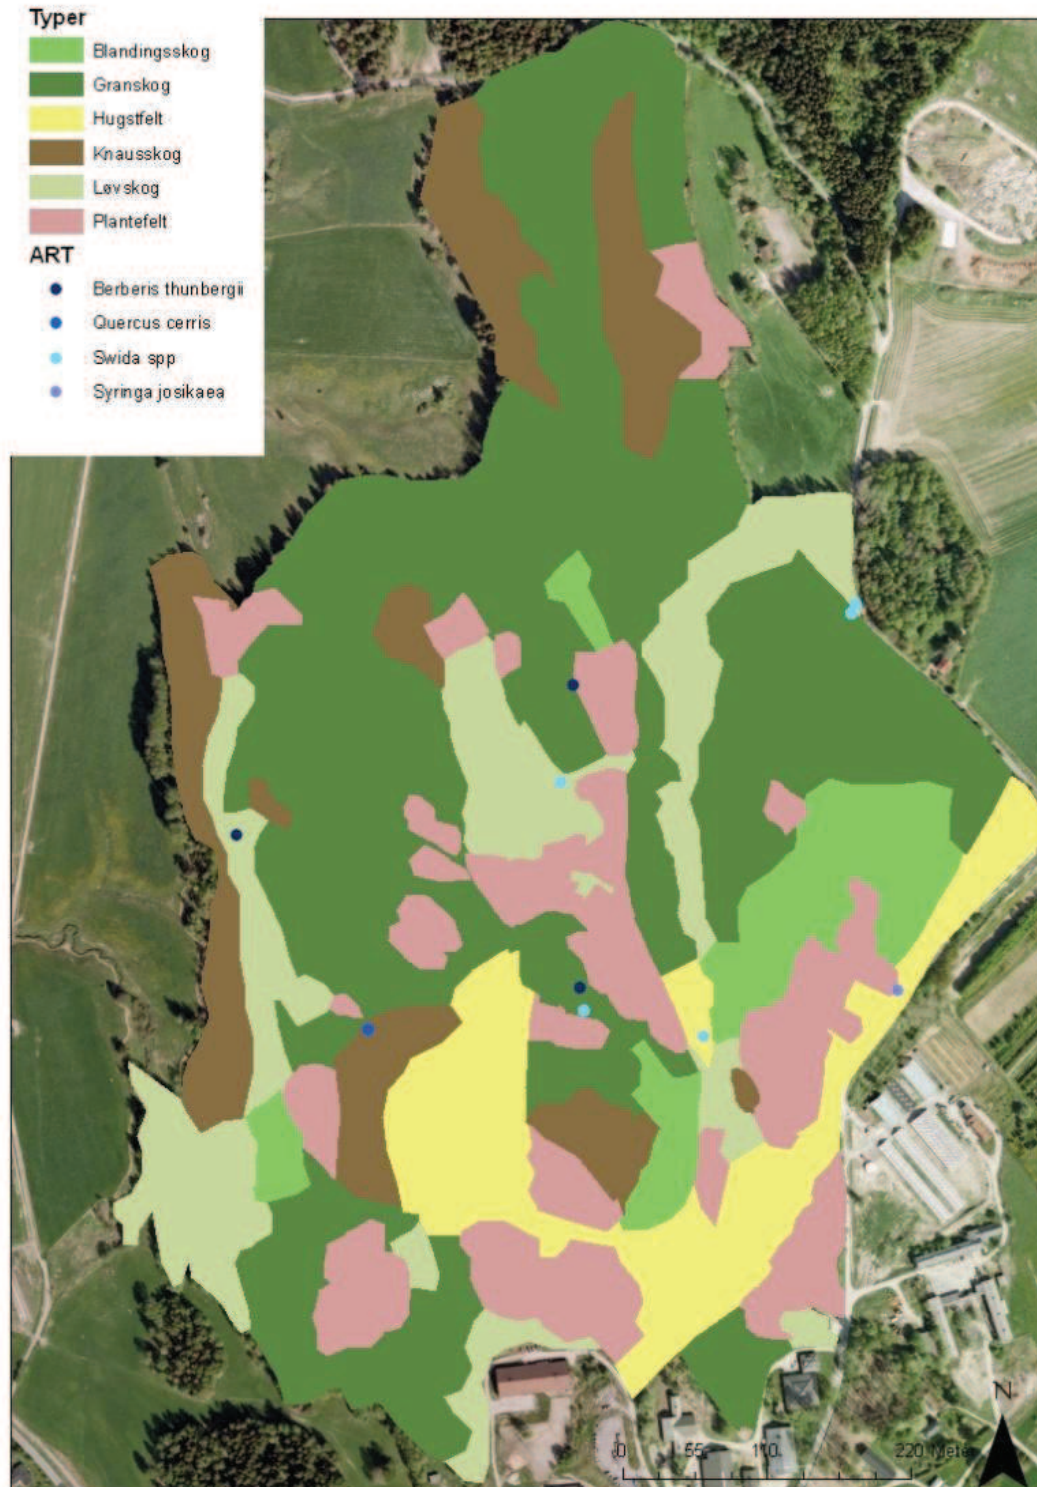 Typer
Blandingsskog
Granskog
Hugstfelt
Knausskog
Løvskog
Plantefelt
ART
Berberis thunbergii
Quercus cerris
Swida spp
Syringa josikaea
N
0 55 110 220 Meter